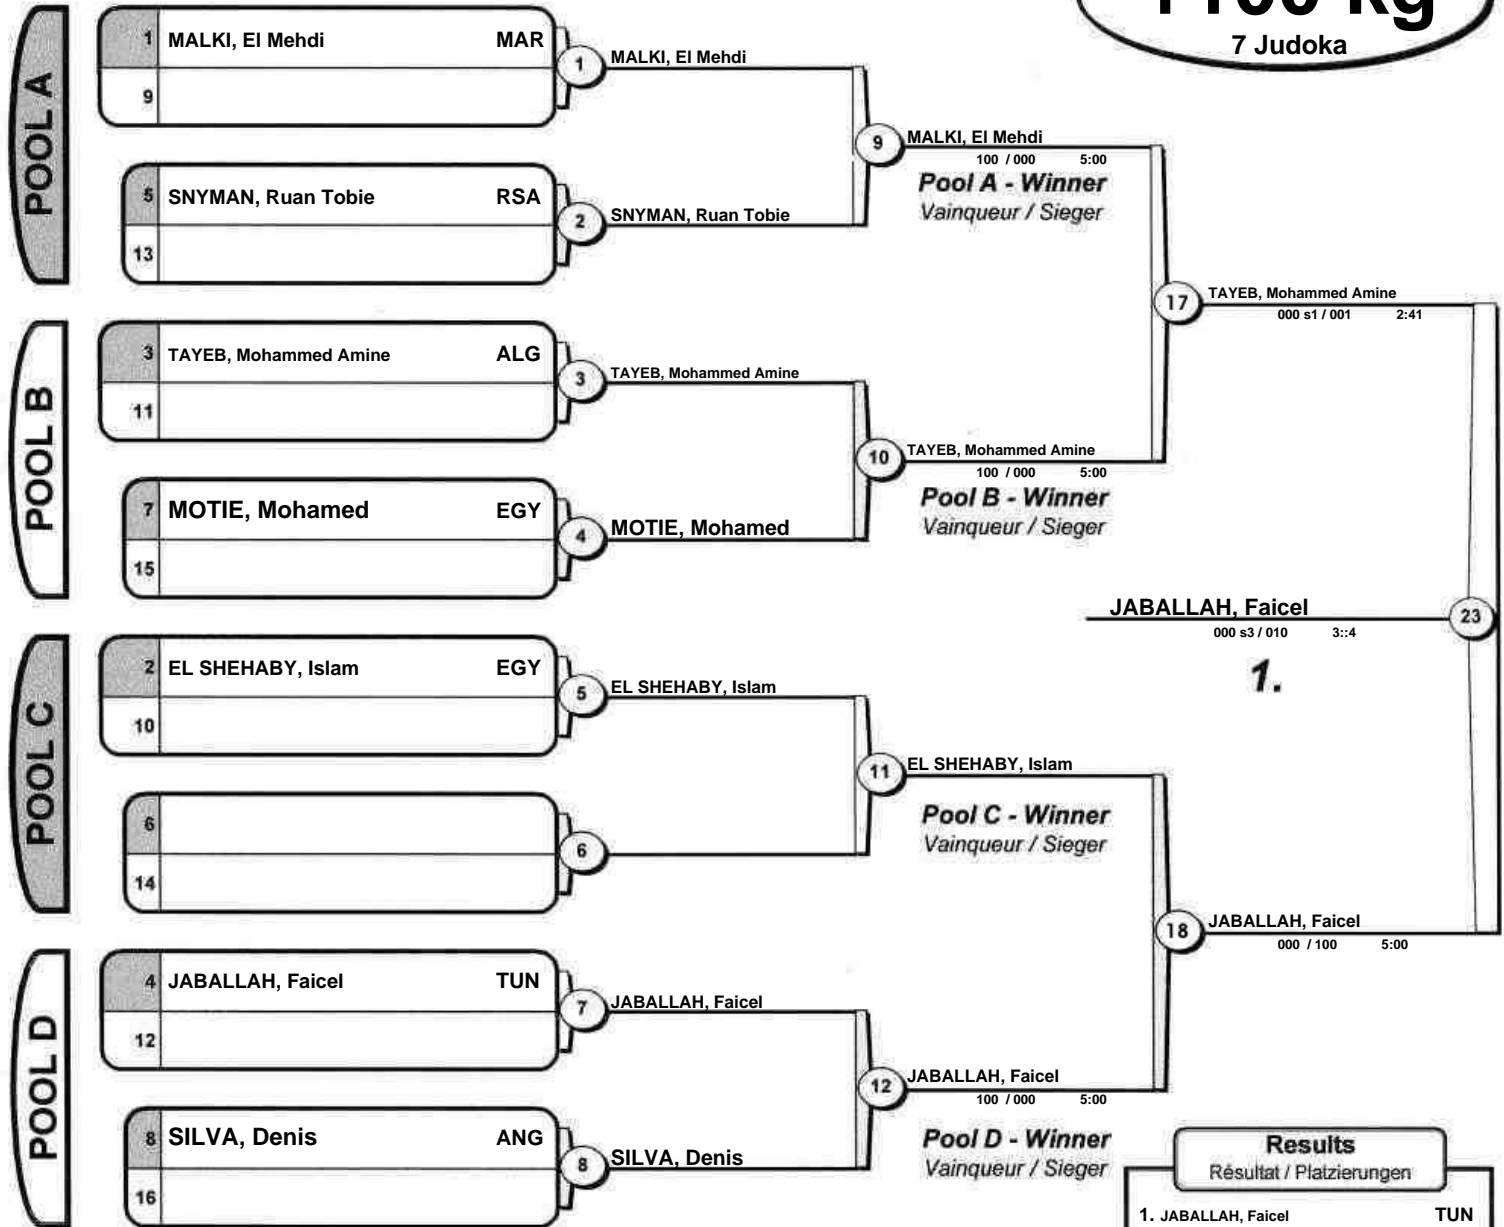 7 Judoka
POOL A
1 MALKI, El Mehdi MAR
9
1 MALKI, El Mehdi
5 SNYMAN, Ruan Tobie RSA
13
2 SNYMAN, Ruan Tobie
9 MALKI, El Mehdi
100 / 000 5:00
Pool A - Winner
Vainqueur / Sieger
POOL B
3 TAYEB, Mohammed Amine ALG
11
3 TAYEB, Mohammed Amine
7 MOTIE, Mohamed EGY
15
4 MOTIE, Mohamed
10 TAYEB, Mohammed Amine
100 / 000 5:00
Pool B - Winner
Vainqueur / Sieger
17 TAYEB, Mohammed Amine
000 s1 / 001 2:41
JABALLAH, Faicel 23
000 s3 / 010 3::4
1.
POOL C
2 EL SHEHABY, Islam EGY
10
5 EL SHEHABY, Islam
6
14
6
11 EL SHEHABY, Islam
Pool C - Winner
Vainqueur / Sieger
POOL D
4 JABALLAH, Faicel TUN
12
7 JABALLAH, Faicel
8 SILVA, Denis ANG
16
8 SILVA, Denis
12 JABALLAH, Faicel
100 / 000 5:00
Pool D - Winner
Vainqueur / Sieger
18 JABALLAH, Faicel
000 / 100 5:00
Results
Résultat / Platzierungen
1. JABALLAH, Faicel TUN